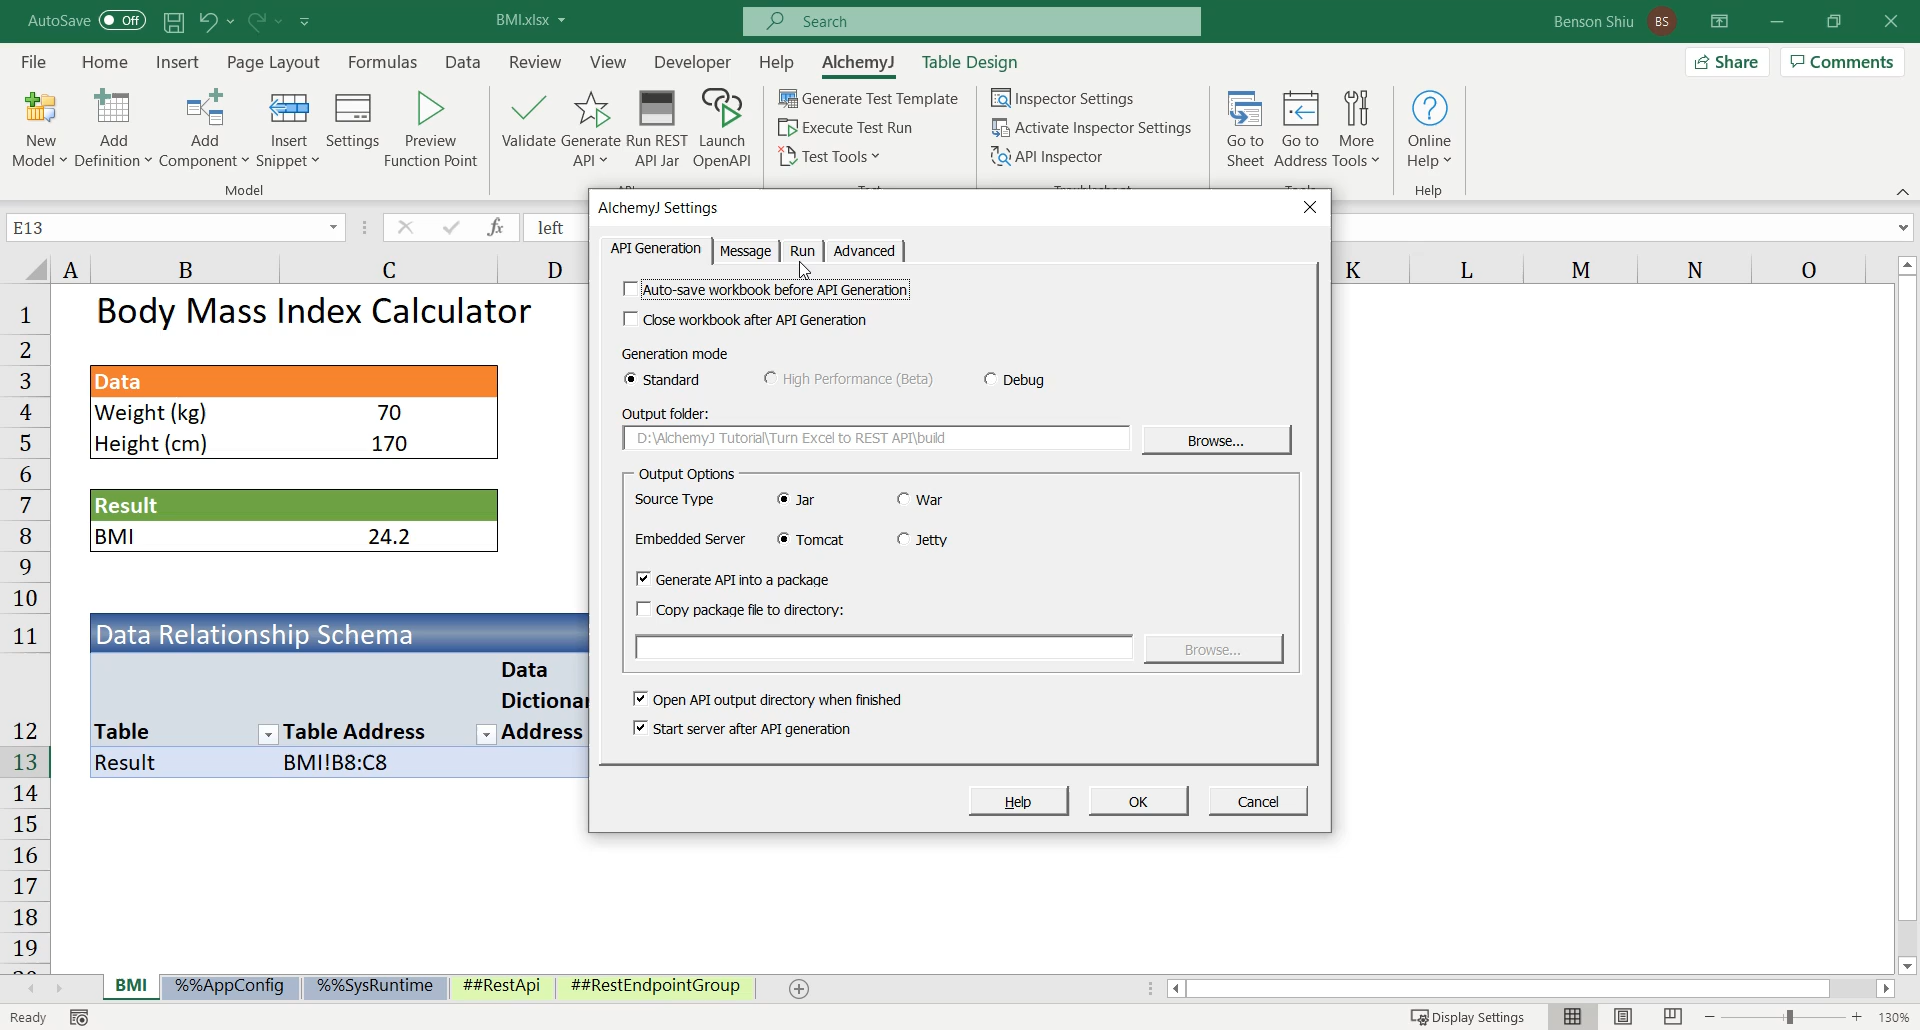 AutoSave Off BMI.xlsx Search Benson Shiu BS
File Home Insert Page Layout Formulas Data Review View Developer Help AlchemyJ Table Design Share Comments
New Model
Add Definition
Add Component
Insert Snippet
Settings
Preview Function Point
Model
Validate
Generate API
Run REST API Jar
Launch OpenAPI
Generate Test Template
Execute Test Run
Test Tools
Inspector Settings
Activate Inspector Settings
API Inspector
Go to Sheet
Go to Address
More Tools
Online Help
Help
E13 fx left
A B C D K L M N O
1 Body Mass Index Calculator
2
3 Data
4 Weight (kg) 70
5 Height (cm) 170
6
7 Result
8 BMI 24.2
9
10
11 Data Relationship Schema
Data
Dictionar
12 Table Table Address Address
13 Result BMI!B8:C8
14
15
16
17
18
19
AlchemyJ Settings
API Generation Message Run Advanced
Auto-save workbook before API Generation
Close workbook after API Generation
Generation mode
Standard High Performance (Beta) Debug
Output folder:
D:\AlchemyJ Tutorial\Turn Excel to REST API\build Browse...
Output Options
Source Type Jar War
Embedded Server Tomcat Jetty
Generate API into a package
Copy package file to directory:
Browse...
Open API output directory when finished
Start server after API generation
Help OK Cancel
BMI %%AppConfig %%SysRuntime ##RestApi ##RestEndpointGroup
Ready Display Settings 130%